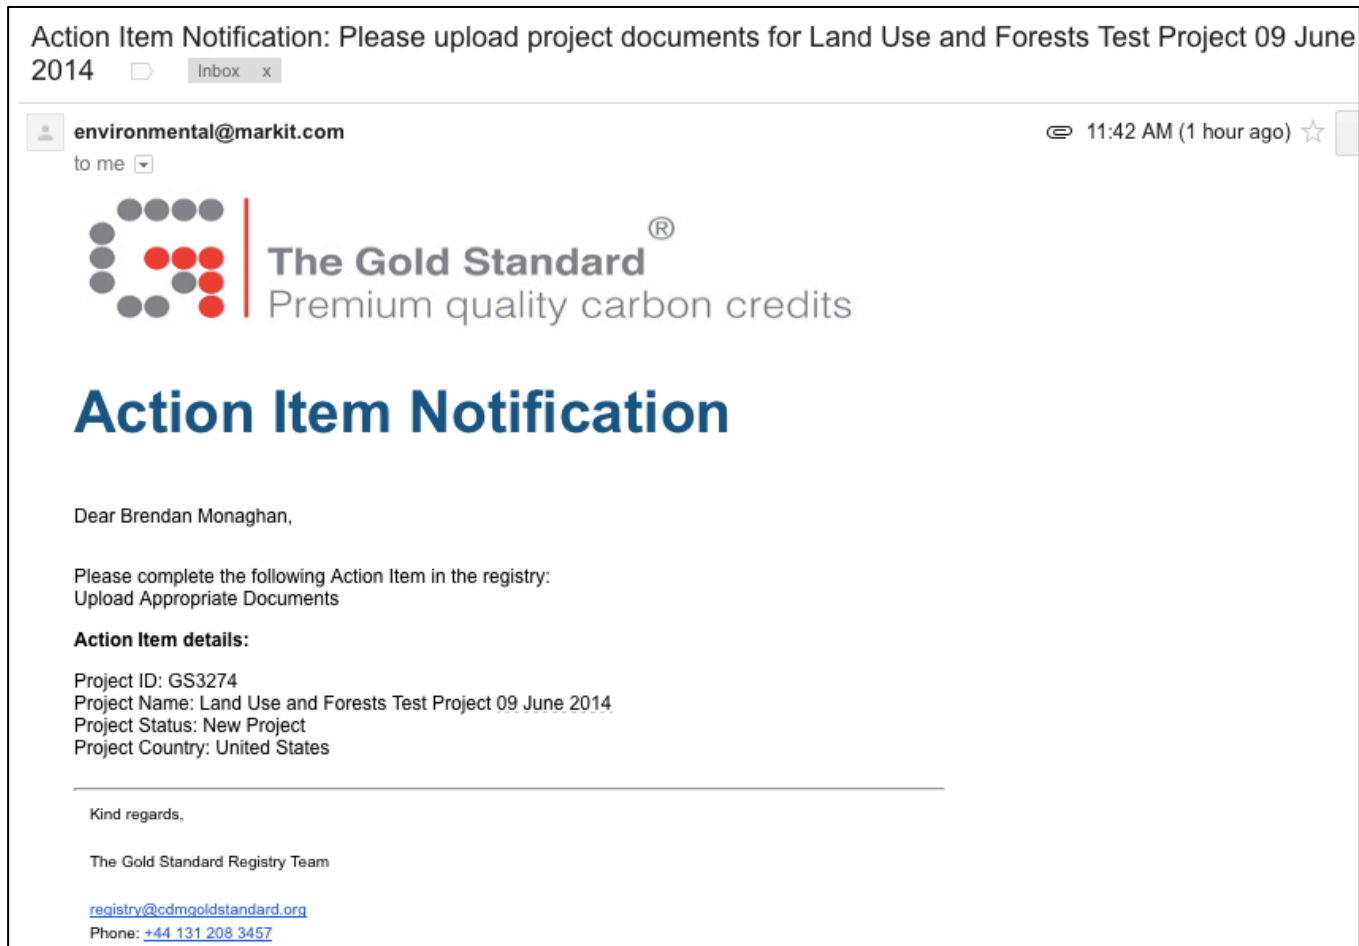 Action Item Notification: Please upload project documents for Land Use and Forests Test Project 09 June
2014 Inbox x
environmental@markit.com 11:42 AM (1 hour ago)
to me
The Gold Standard ®
Premium quality carbon credits
Action Item Notification
Dear Brendan Monaghan,
Please complete the following Action Item in the registry:
Upload Appropriate Documents
Action Item details:
Project ID: GS3274
Project Name: Land Use and Forests Test Project 09 June 2014
Project Status: New Project
Project Country: United States
Kind regards,
The Gold Standard Registry Team
registry@cdmgoldstandard.org
Phone: +44 131 208 3457